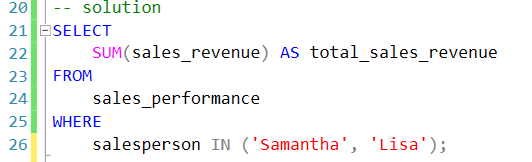 20 -- solution
21 SELECT
22 SUM(sales_revenue) AS total_sales_revenue
23 FROM
24 sales_performance
25 WHERE
26 salesperson IN ('Samantha', 'Lisa');